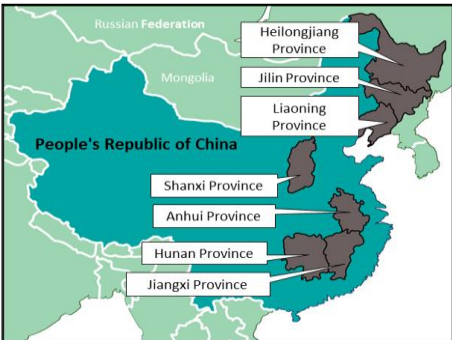 Russian Federation
Heilongjiang
Province
Mongolia
Jilin Province
Liaoning
Province
People's Republic of China
Shanxi Province
Anhui Province
Hunan Province
Jiangxi Province